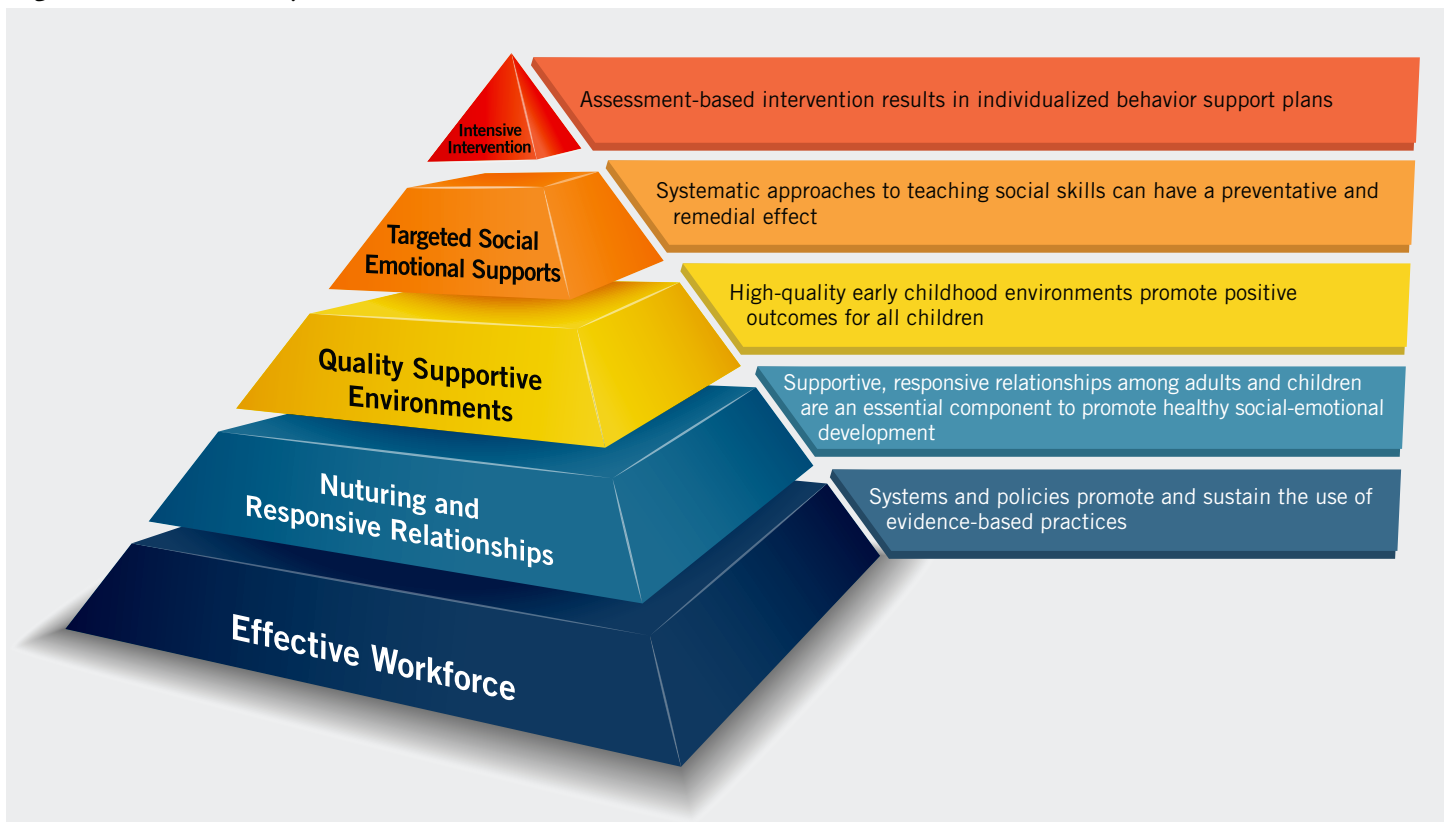 Intensive
Intervention
Assessment-based intervention results in individualized behavior support plans
Targeted Social
Emotional Supports
Systematic approaches to teaching social skills can have a preventative and
remedial effect
Quality Supportive
Environments
High-quality early childhood environments promote positive
outcomes for all children
Nuturing and
Responsive Relationships
Supportive, responsive relationships among adults and children
are an essential component to promote healthy social-emotional
development
Effective Workforce
Systems and policies promote and sustain the use of
evidence-based practices